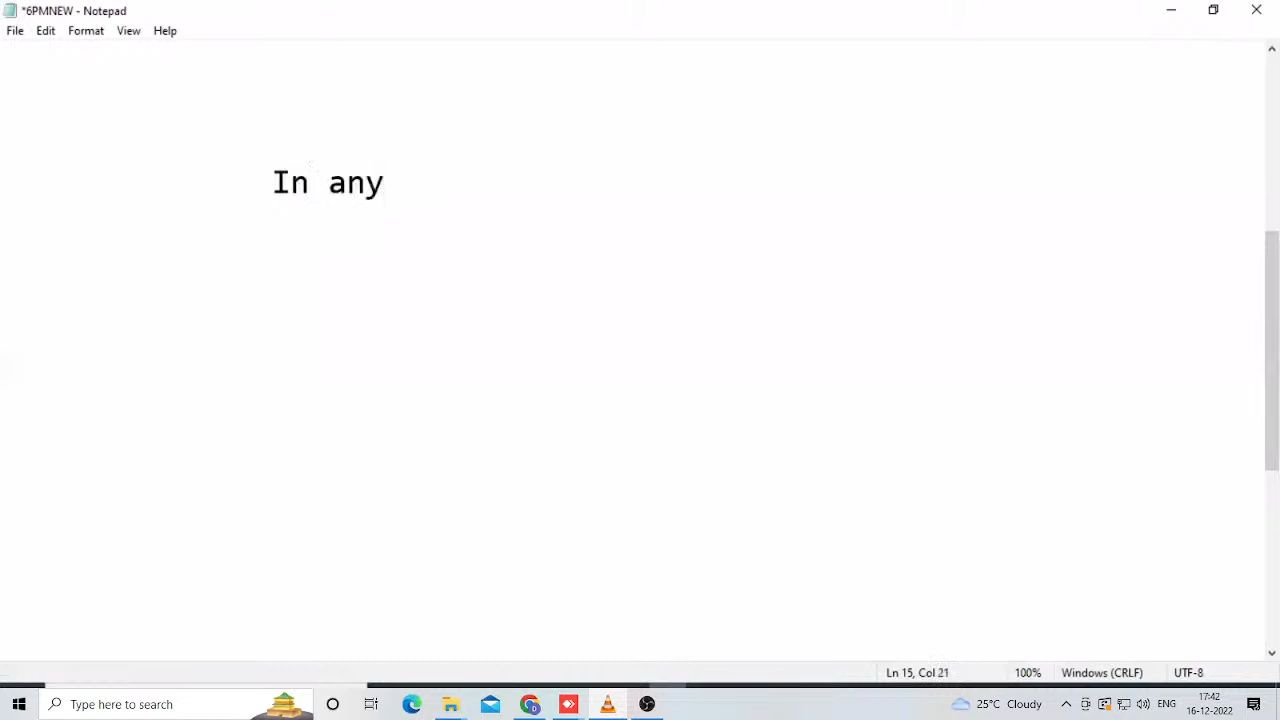 *6PMNEW - Notepad
File Edit Format View Help
In any
Ln 15, Col 21 100% Windows (CRLF) UTF-8
Type here to search
25°C Cloudy ENG
17:42
16-12-2022